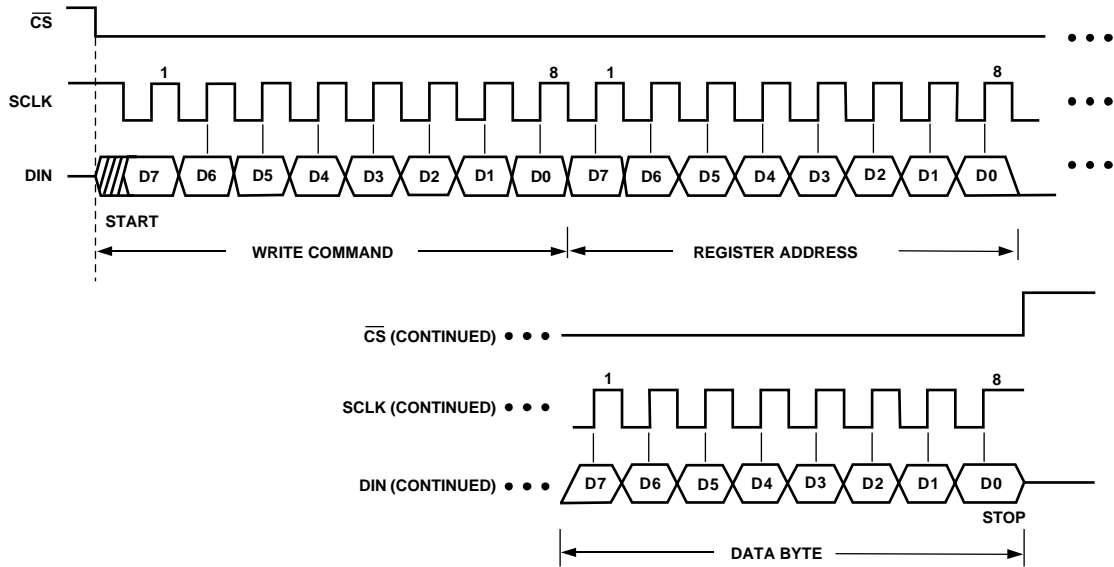 CS
1 8 1 8
SCLK
DIN D7 D6 D5 D4 D3 D2 D1 D0 D7 D6 D5 D4 D3 D2 D1 D0
START
WRITE COMMAND REGISTER ADDRESS
CS (CONTINUED)
1 8
SCLK (CONTINUED)
DIN (CONTINUED) D7 D6 D5 D4 D3 D2 D1 D0
STOP
DATA BYTE